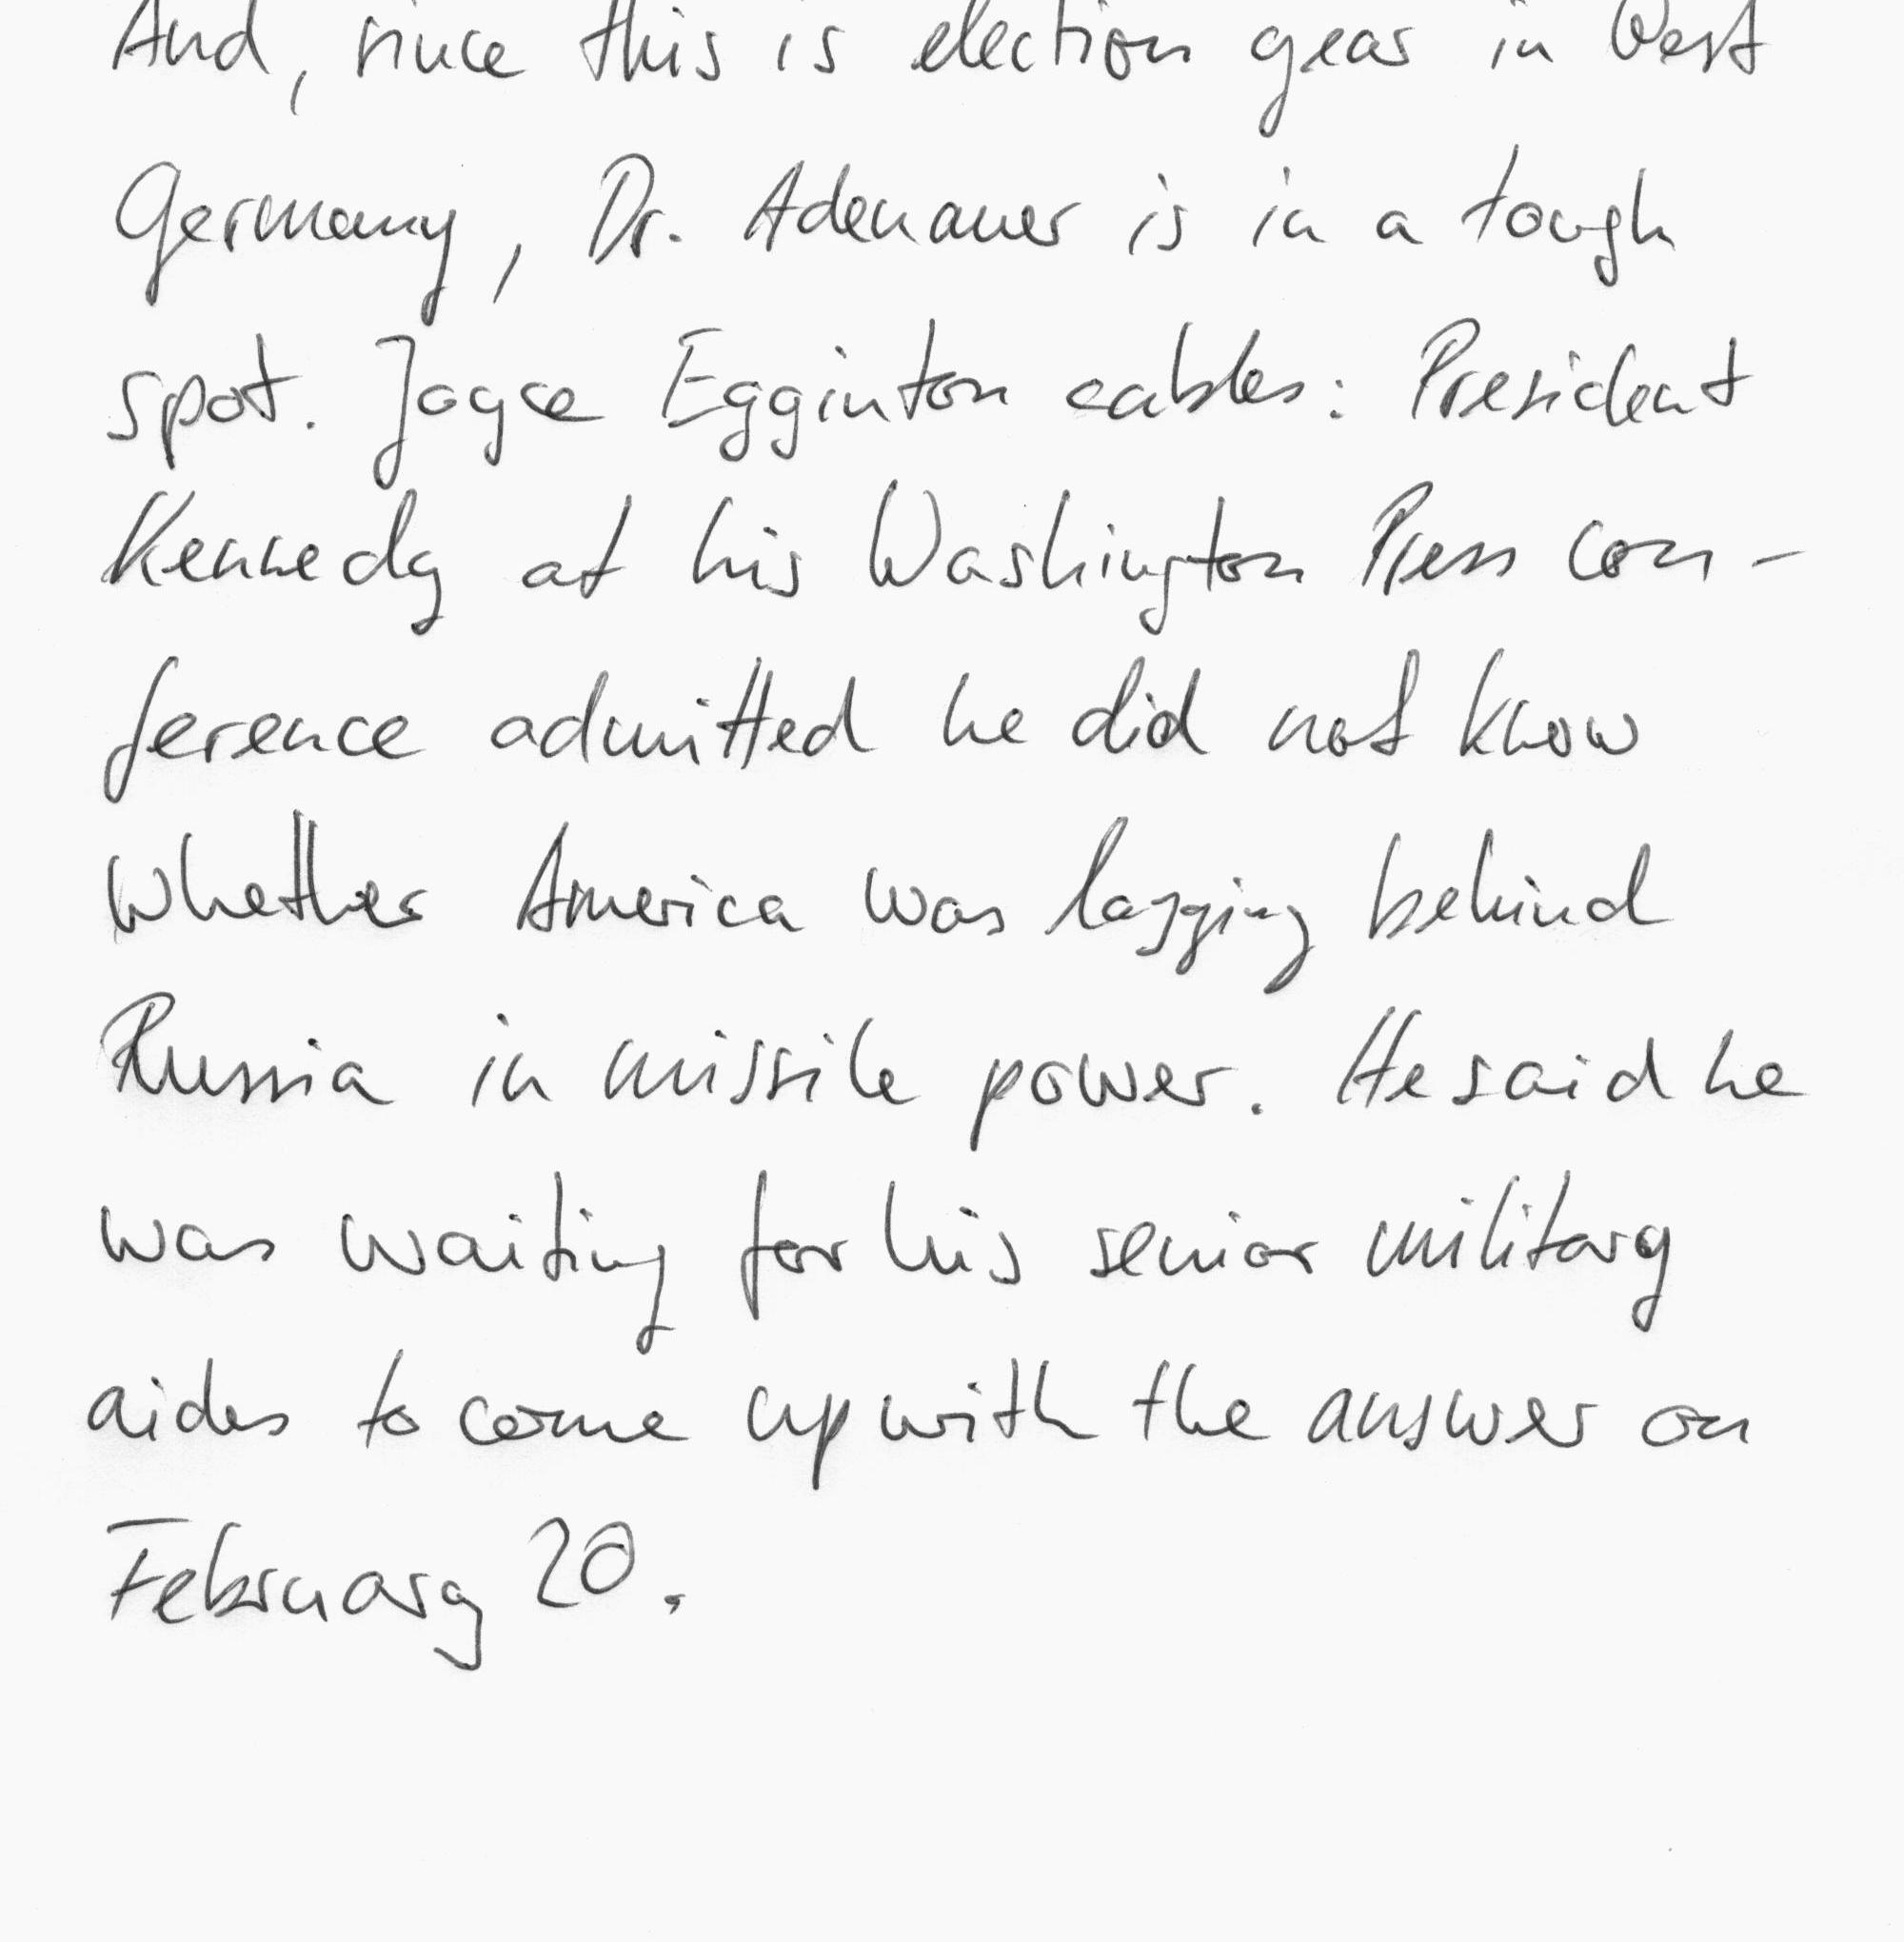 And, since this is election year in West
Germany, Dr. Adenauer is in a tough
spot. Joyce Egginton cables: President
Kennedy at his Washington Press con-
ference admitted he did not know
whether America was lagging behind
Russia in missile power. He said he
was waiting for his senior military
aides to come up with the answer on
February 20.